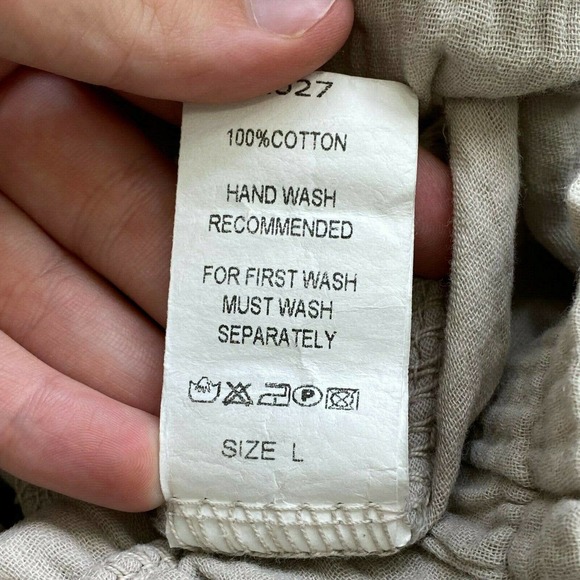 100%COTTON
HAND WASH
RECOMMENDED
FOR FIRST WASH
MUST WASH
SEPARATELY
P
SIZE L